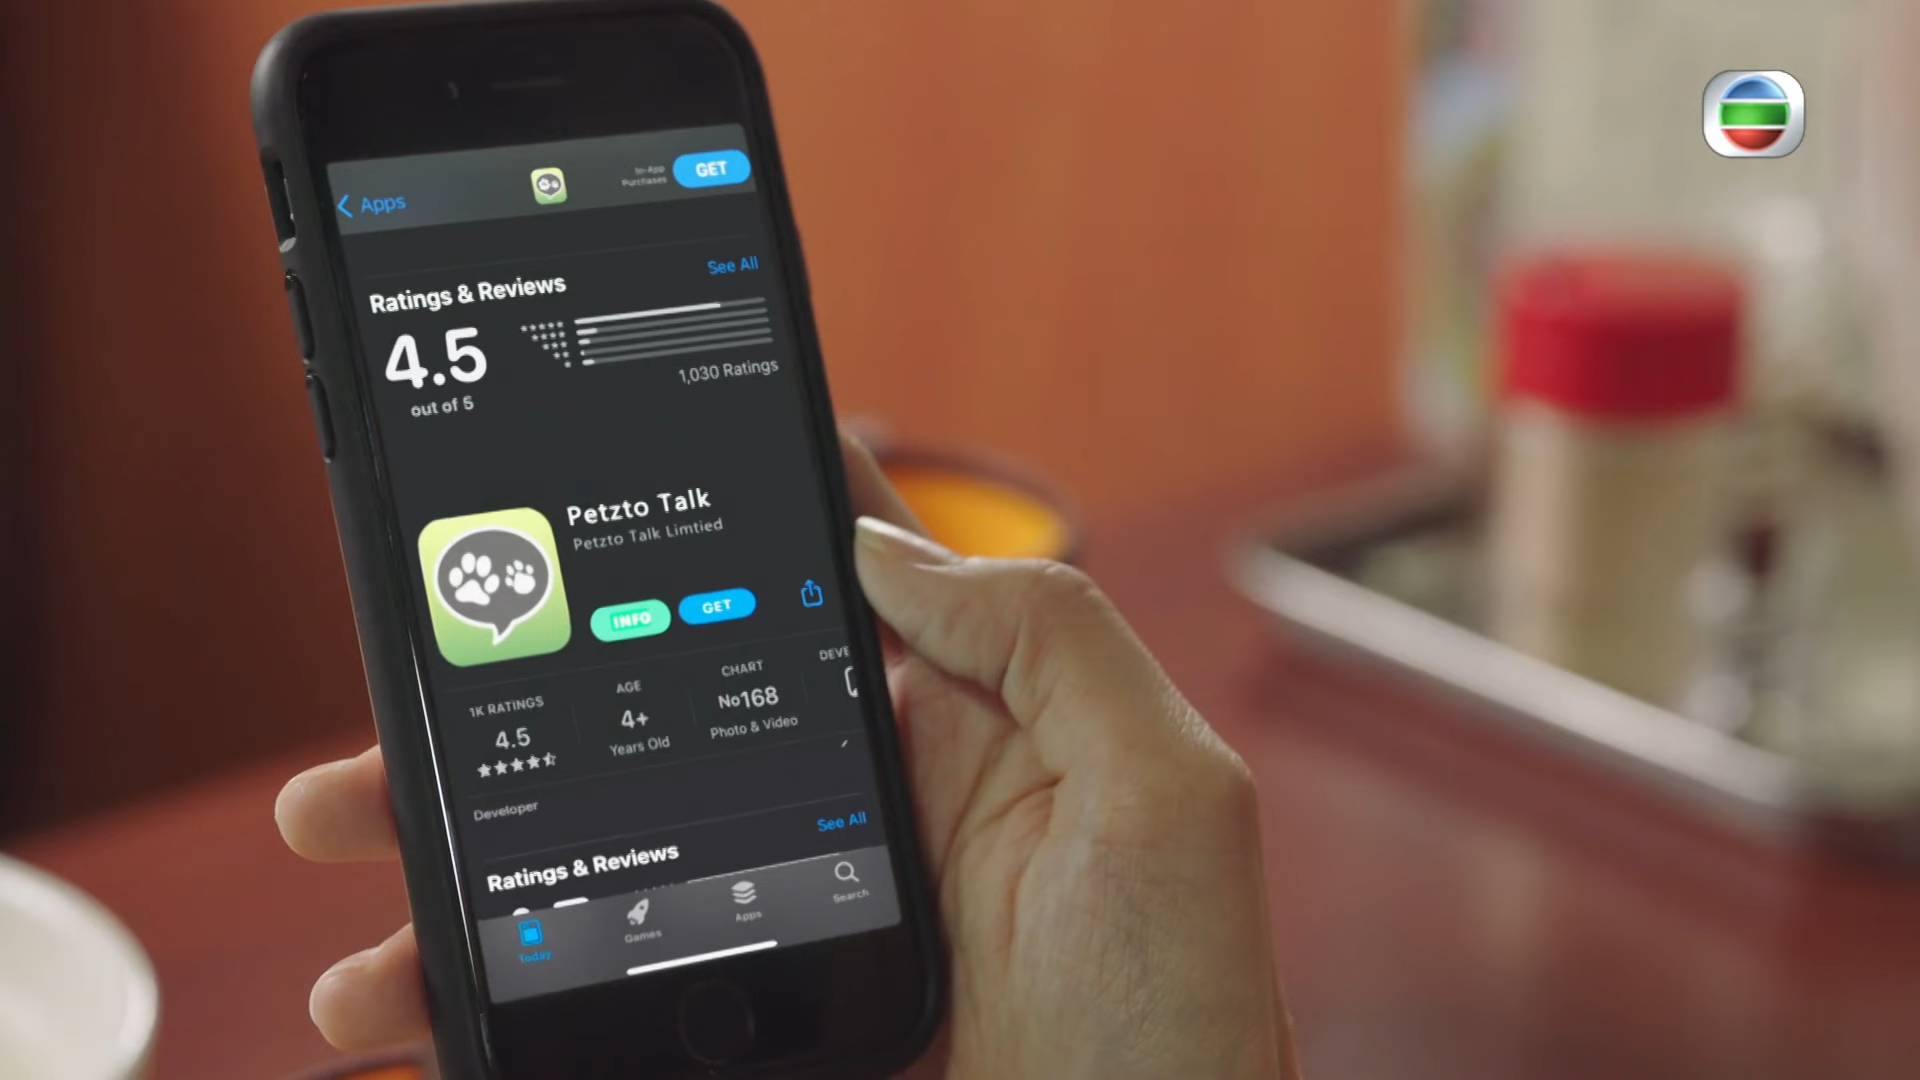 Apps
In-App
Purchases
GET
Ratings & Reviews
See All
4.5
out of 5
1,030 Ratings
Petzto Talk
Petzto Talk Limtied
INFO
GET
1K RATINGS
4.5
AGE
4+
Years Old
CHART
No168
Photo & Video
DEVE
Developer
Ratings & Reviews
See All
Today
Games
Apps
Search